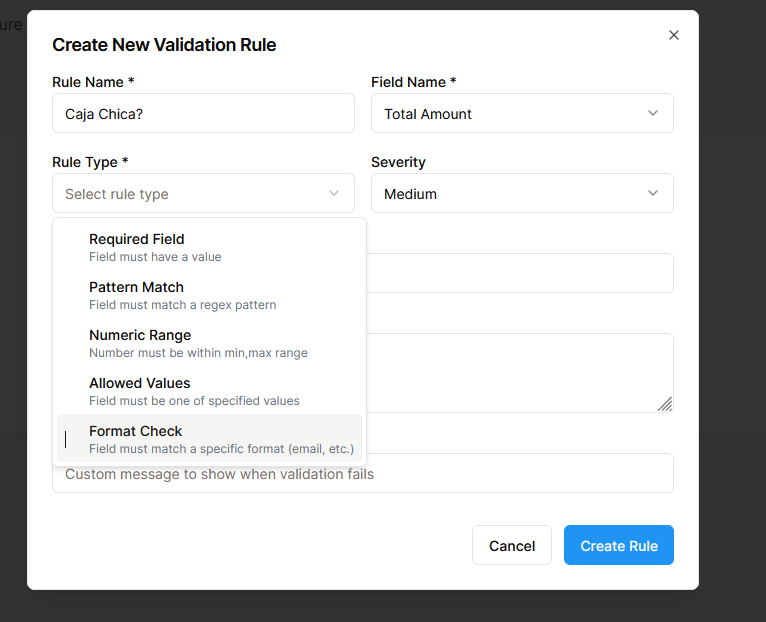 ure
Create New Validation Rule
Rule Name *
Field Name *
Caja Chica?
Total Amount
Rule Type *
Severity
Select rule type
Medium
Required Field
Field must have a value
Pattern Match
Field must match a regex pattern
Numeric Range
Number must be within min,max range
Allowed Values
Field must be one of specified values
Format Check
Field must match a specific format (email, etc.)
Custom message to show when validation fails
Cancel
Create Rule